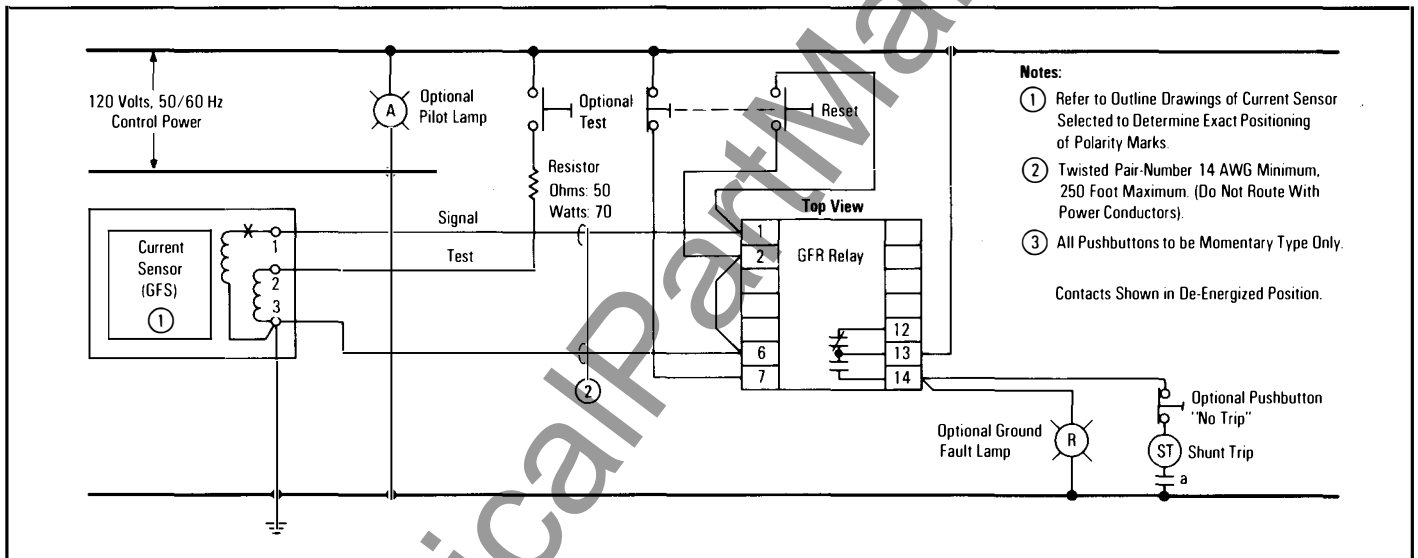 120 Volts, 50/60 Hz
Control Power
A
Optional
Pilot Lamp
Optional
Test
Reset
Resistor
Ohms: 50
Watts: 70
Signal
Test
Current
Sensor
(GFS)
1
1
2
3
2
Top View
GFR Relay
1
2
6
7
12
13
14
Optional Ground
Fault Lamp
R
Optional Pushbutton
"No Trip"
ST
Shunt Trip
a
Notes:
1 Refer to Outline Drawings of Current Sensor
Selected to Determine Exact Positioning
of Polarity Marks.
2 Twisted Pair-Number 14 AWG Minimum,
250 Foot Maximum. (Do Not Route With
Power Conductors).
3 All Pushbuttons to be Momentary Type Only.
Contacts Shown in De-Energized Position.
icalPartMa